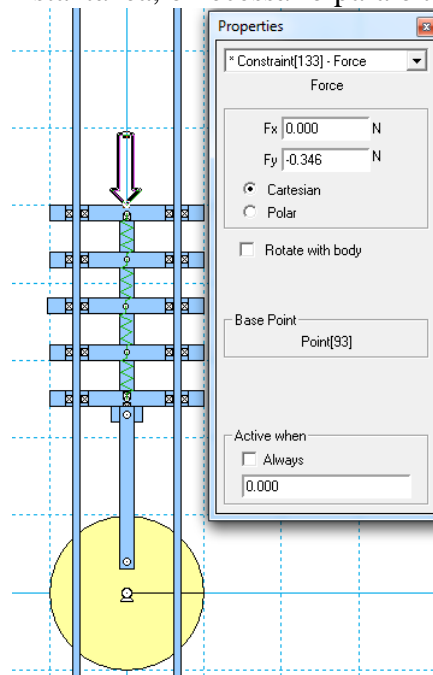 Properties
* Constraint[133] - Force
Force
Fx 0.000 N
Fy -0.346 N
Cartesian
Polar
Rotate with body
Base Point
Point[93]
Active when
Always
0.000